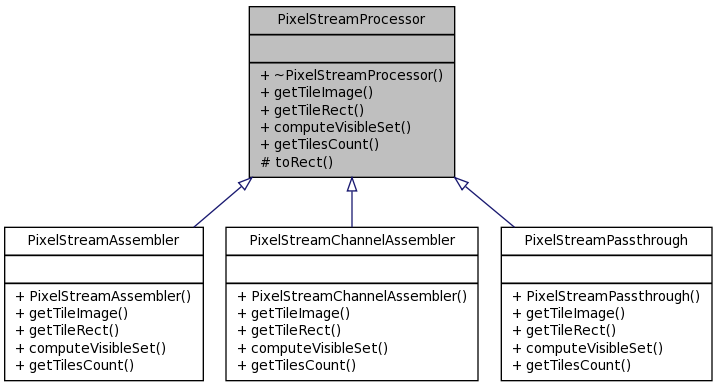 PixelStreamProcessor
+ ~PixelStreamProcessor()
+ getTileImage()
+ getTileRect()
+ computeVisibleSet()
+ getTilesCount()
# toRect()
PixelStreamAssembler
+ PixelStreamAssembler()
+ getTileImage()
+ getTileRect()
+ computeVisibleSet()
+ getTilesCount()
PixelStreamChannelAssembler
+ PixelStreamChannelAssembler()
+ getTileImage()
+ getTileRect()
+ computeVisibleSet()
+ getTilesCount()
PixelStreamPassthrough
+ PixelStreamPassthrough()
+ getTileImage()
+ getTileRect()
+ computeVisibleSet()
+ getTilesCount()